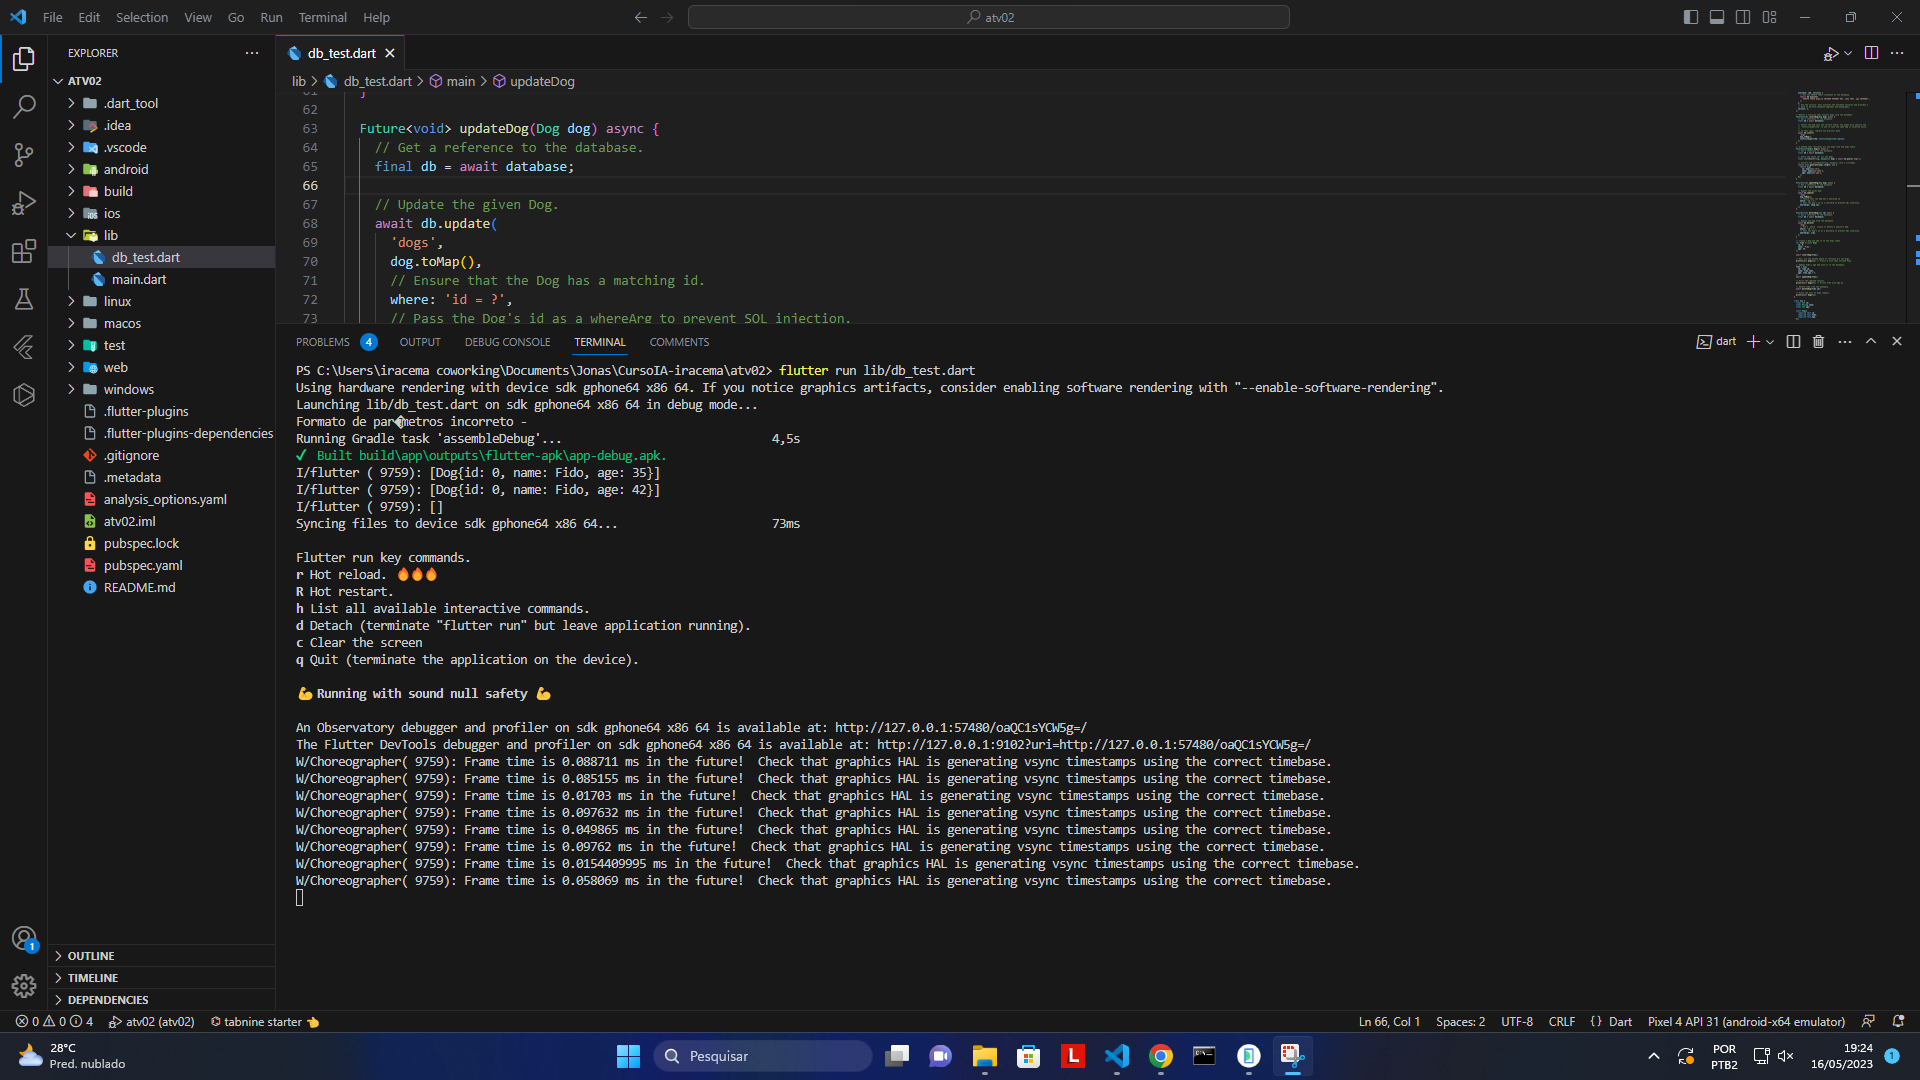 File Edit Selection View Go Run Terminal Help
atv02
EXPLORER
ATV02
.dart_tool
.idea
.vscode
android
build
ios
lib
db_test.dart
main.dart
linux
macos
test
web
windows
.flutter-plugins
.flutter-plugins-dependencies
.gitignore
.metadata
analysis_options.yaml
atv02.iml
pubspec.lock
pubspec.yaml
README.md
OUTLINE
TIMELINE
DEPENDENCIES
db_test.dart
lib > db_test.dart > main > updateDog
61 }
62
63 Future<void> updateDog(Dog dog) async {
64 // Get a reference to the database.
65 final db = await database;
66
67 // Update the given Dog.
68 await db.update(
69 'dogs',
70 dog.toMap(),
71 // Ensure that the Dog has a matching id.
72 where: 'id = ?',
73 // Pass the Dog's id as a whereArg to prevent SQL injection.
PROBLEMS 4 OUTPUT DEBUG CONSOLE TERMINAL COMMENTS
dart
PS C:\Users\iracema coworking\Documents\Jonas\CursoIA-iracema\atv02> flutter run lib/db_test.dart
Using hardware rendering with device sdk gphone64 x86 64. If you notice graphics artifacts, consider enabling software rendering with "--enable-software-rendering".
Launching lib/db_test.dart on sdk gphone64 x86 64 in debug mode...
Formato de par�metros incorreto -
Running Gradle task 'assembleDebug'... 4,5s
✓ Built build\app\outputs\flutter-apk\app-debug.apk.
I/flutter ( 9759): [Dog{id: 0, name: Fido, age: 35}]
I/flutter ( 9759): [Dog{id: 0, name: Fido, age: 42}]
I/flutter ( 9759): []
Syncing files to device sdk gphone64 x86 64... 73ms
Flutter run key commands.
r Hot reload. 🔥🔥🔥
R Hot restart.
h List all available interactive commands.
d Detach (terminate "flutter run" but leave application running).
c Clear the screen
q Quit (terminate the application on the device).
💪 Running with sound null safety 💪
An Observatory debugger and profiler on sdk gphone64 x86 64 is available at: http://127.0.0.1:57480/oaQC1sYCW5g=/
The Flutter DevTools debugger and profiler on sdk gphone64 x86 64 is available at: http://127.0.0.1:9102?uri=http://127.0.0.1:57480/oaQC1sYCW5g=/
W/Choreographer( 9759): Frame time is 0.088711 ms in the future! Check that graphics HAL is generating vsync timestamps using the correct timebase.
W/Choreographer( 9759): Frame time is 0.085155 ms in the future! Check that graphics HAL is generating vsync timestamps using the correct timebase.
W/Choreographer( 9759): Frame time is 0.01703 ms in the future! Check that graphics HAL is generating vsync timestamps using the correct timebase.
W/Choreographer( 9759): Frame time is 0.097632 ms in the future! Check that graphics HAL is generating vsync timestamps using the correct timebase.
W/Choreographer( 9759): Frame time is 0.049865 ms in the future! Check that graphics HAL is generating vsync timestamps using the correct timebase.
W/Choreographer( 9759): Frame time is 0.09762 ms in the future! Check that graphics HAL is generating vsync timestamps using the correct timebase.
W/Choreographer( 9759): Frame time is 0.0154409995 ms in the future! Check that graphics HAL is generating vsync timestamps using the correct timebase.
W/Choreographer( 9759): Frame time is 0.058069 ms in the future! Check that graphics HAL is generating vsync timestamps using the correct timebase.
1
0 0 4 atv02 (atv02) tabnine starter 👈 Ln 66, Col 1 Spaces: 2 UTF-8 CRLF {} Dart Pixel 4 API 31 (android-x64 emulator)
28°C
Pred. nublado
Pesquisar
L
POR
PTB2
19:24
16/05/2023
1